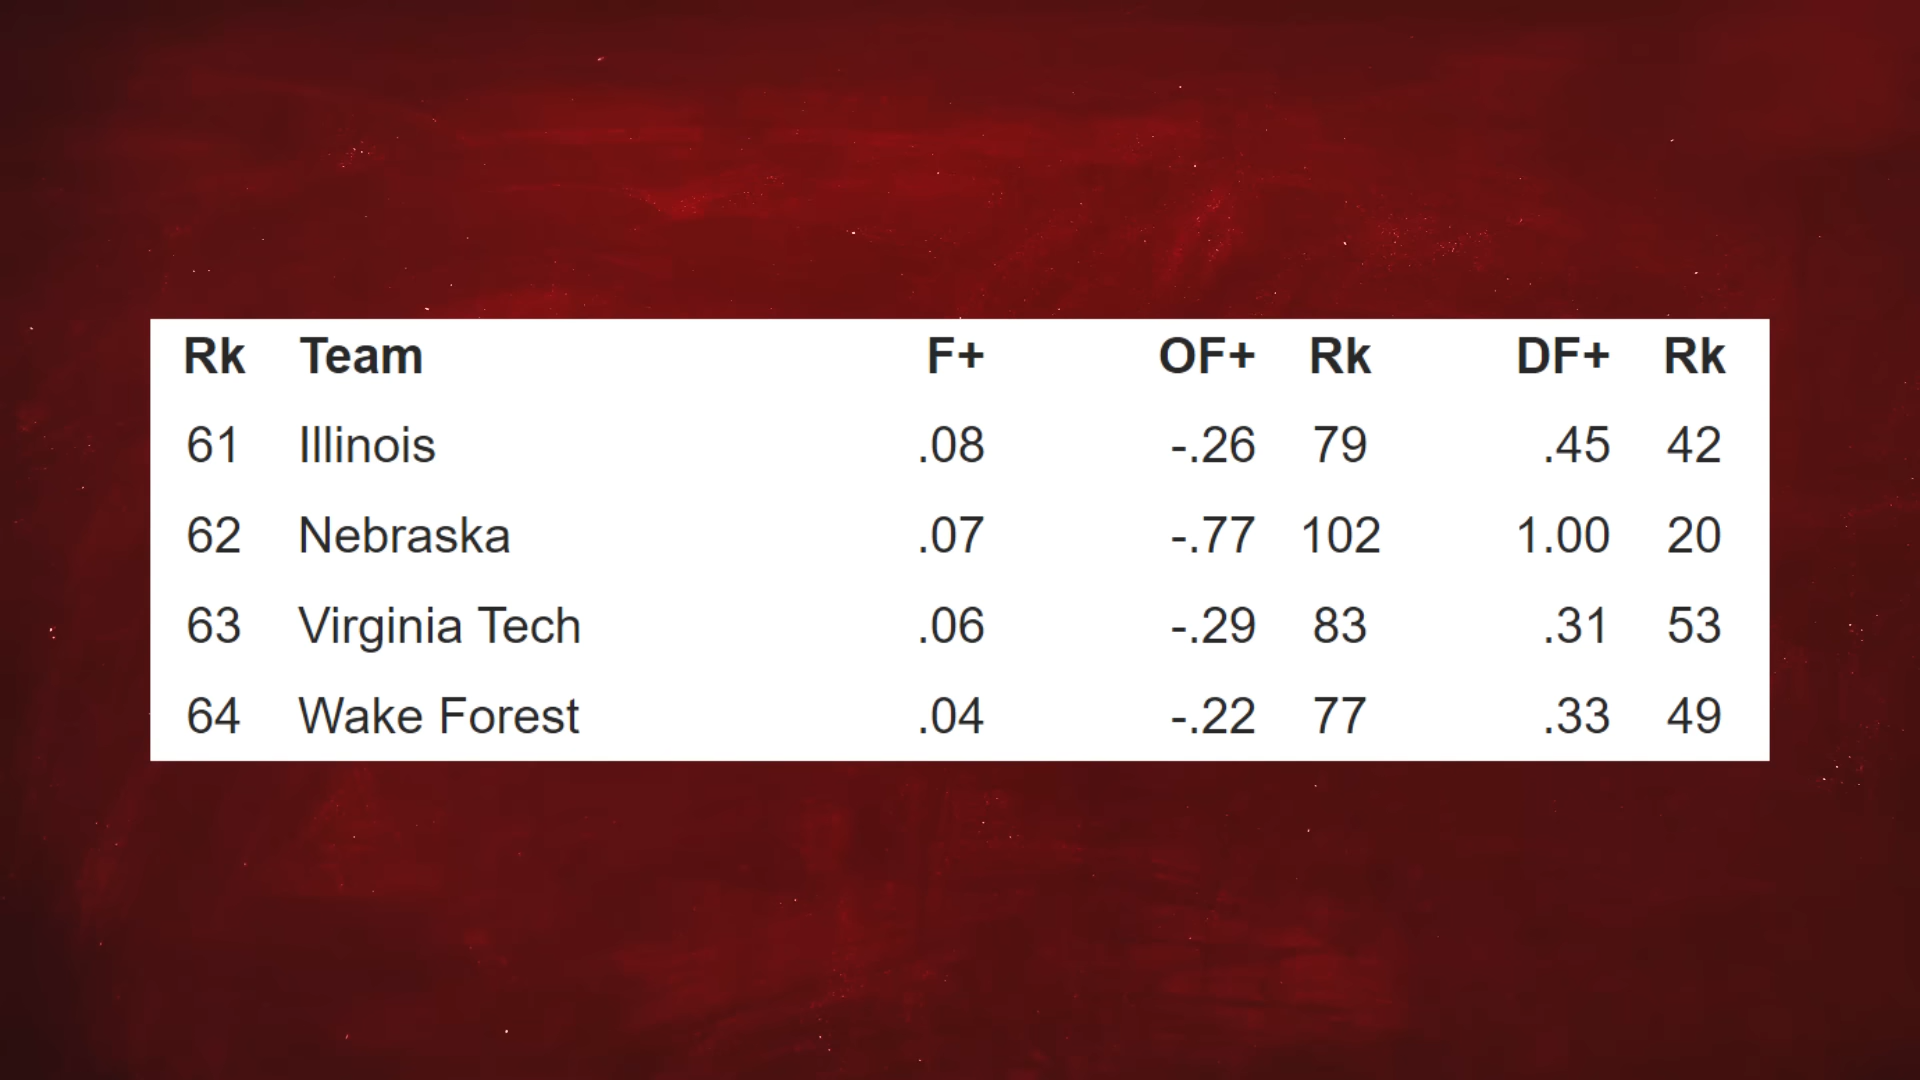 Rk Team F+ OF+ Rk DF+ Rk
61 Illinois .08 -.26 79 .45 42
62 Nebraska .07 -.77 102 1.00 20
63 Virginia Tech .06 -.29 83 .31 53
64 Wake Forest .04 -.22 77 .33 49